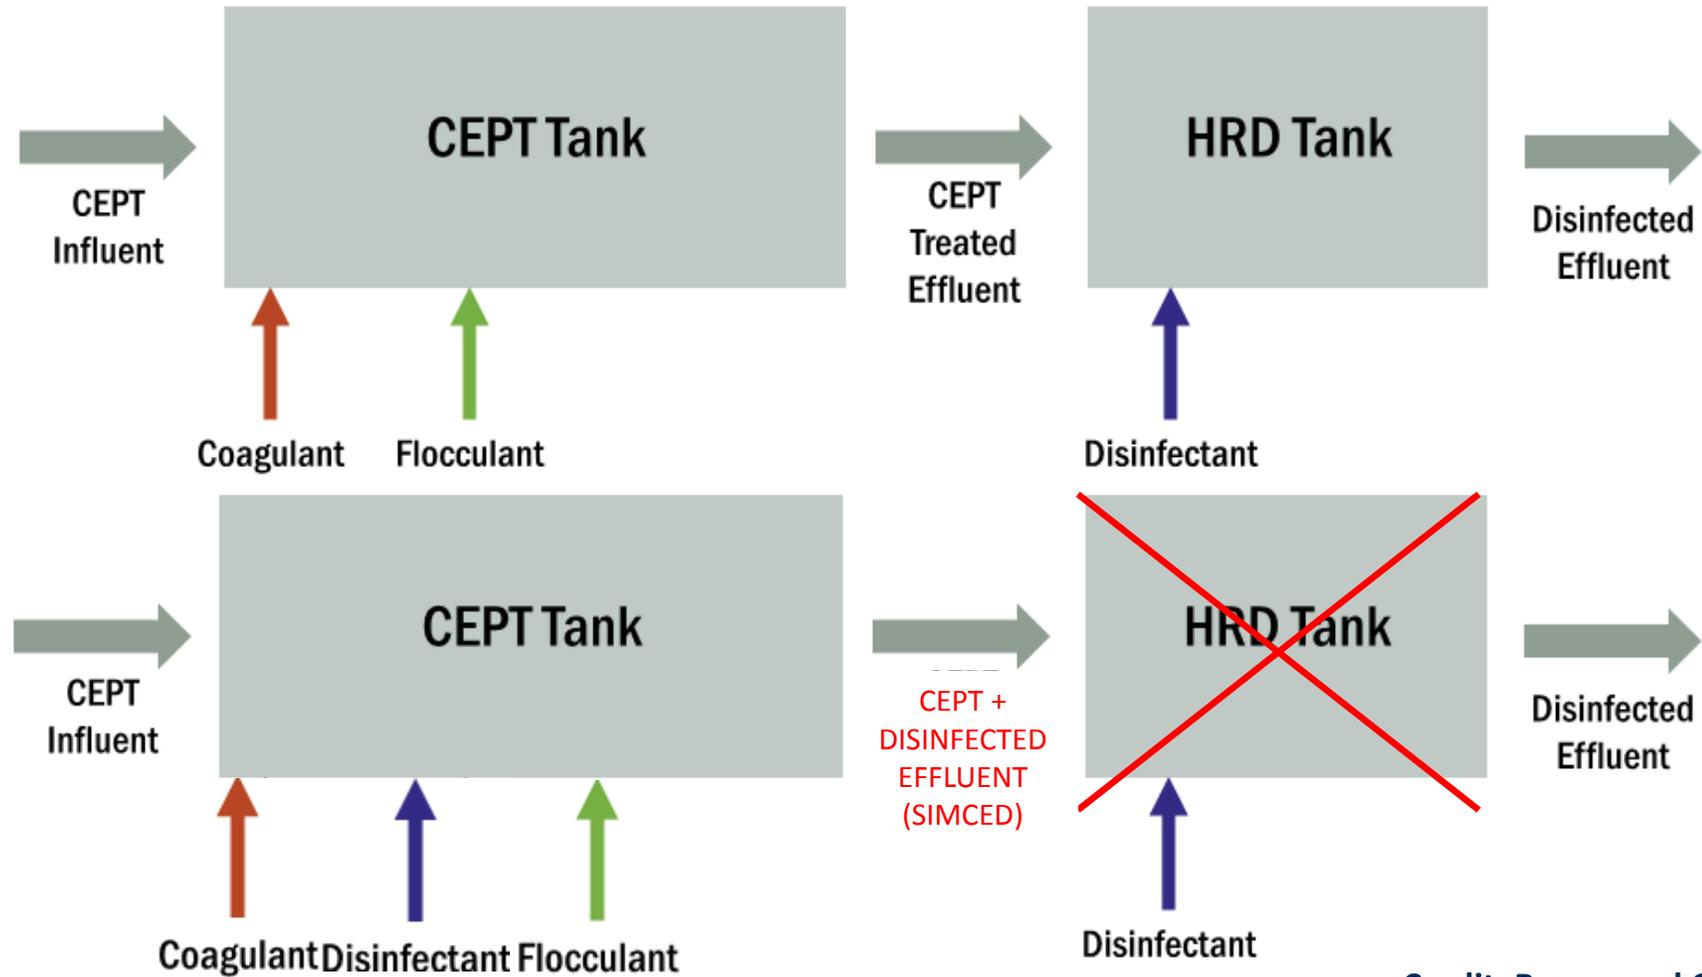 CEPT Tank
HRD Tank
CEPT
Influent
CEPT
Treated
Effluent
Disinfected
Effluent
Coagulant
Flocculant
Disinfectant
CEPT Tank
HRD Tank
CEPT
Influent
CEPT +
DISINFECTED
EFFLUENT
(SIMCED)
Disinfected
Effluent
Coagulant Disinfectant Flocculant
Disinfectant